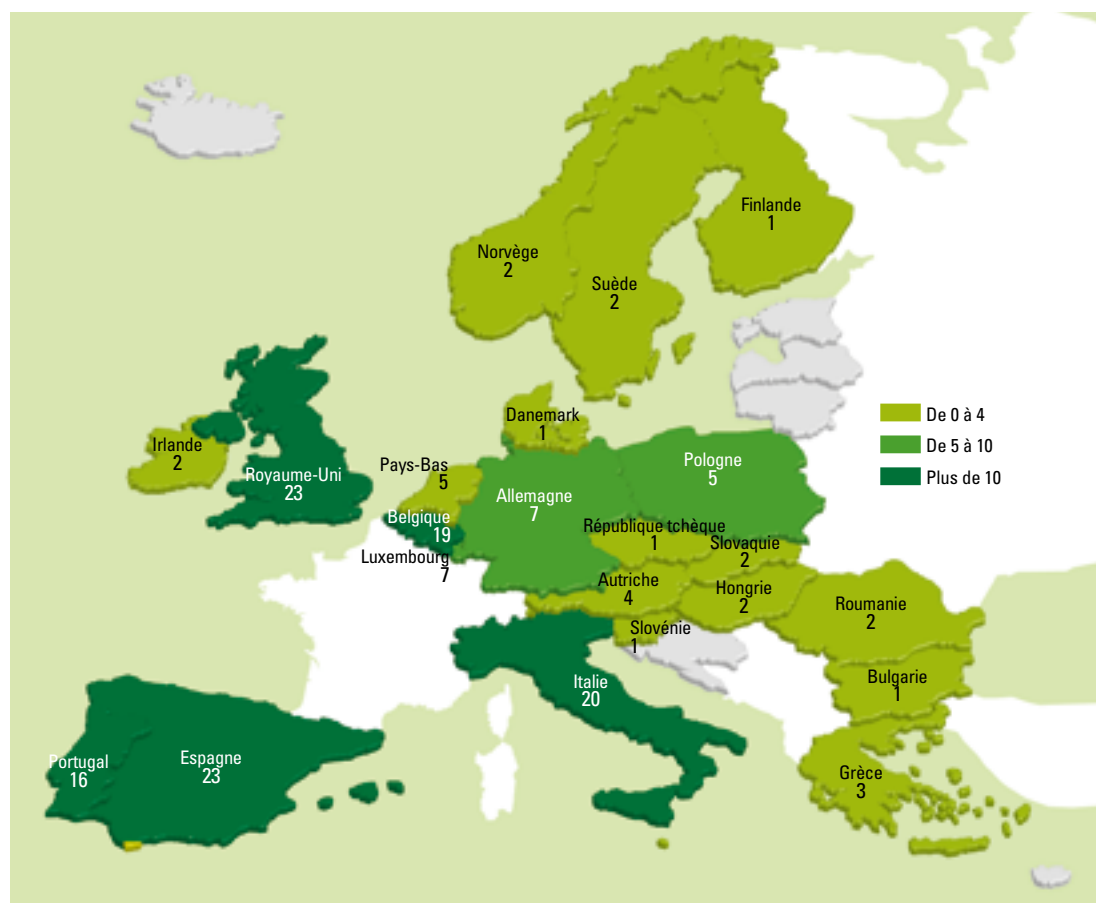 Finlande
1
Norvège
2
Suède
2
Danemark
1
De 0 à 4
De 5 à 10
Plus de 10
Irlande
2
Royaume-Uni
23
Pays-Bas
5
Pologne
5
Allemagne
7
Belgique
19
République tchèque
1
Slovaquie
2
Luxembourg
7
Autriche
4
Hongrie
2
Roumanie
2
Slovénie
1
Bulgarie
1
Italie
20
Portugal
16
Espagne
23
Grèce
3